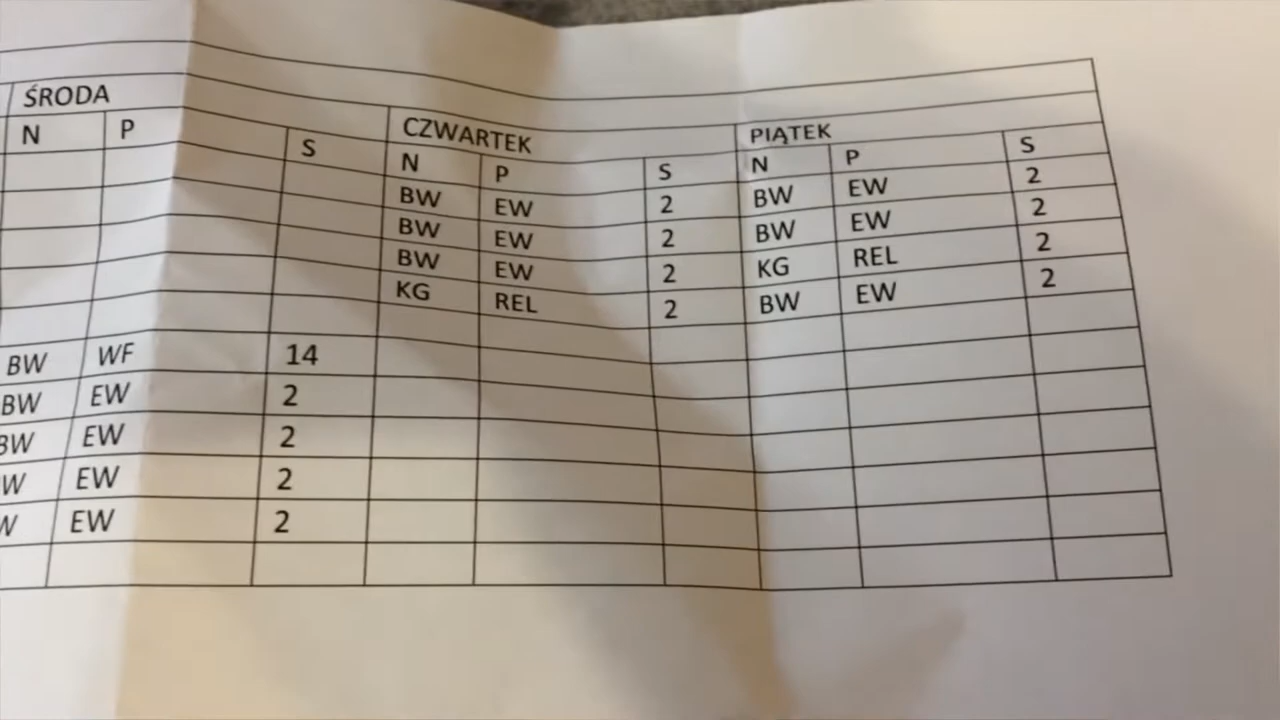 ŚRODA CZWARTEK PIĄTEK
N P S N P S N P S
BW EW 2 BW EW 2
BW EW 2 BW EW 2
BW EW 2 KG REL 2
KG REL 2 BW EW 2
BW WF 14
BW EW 2
BW EW 2
W EW 2
W EW 2